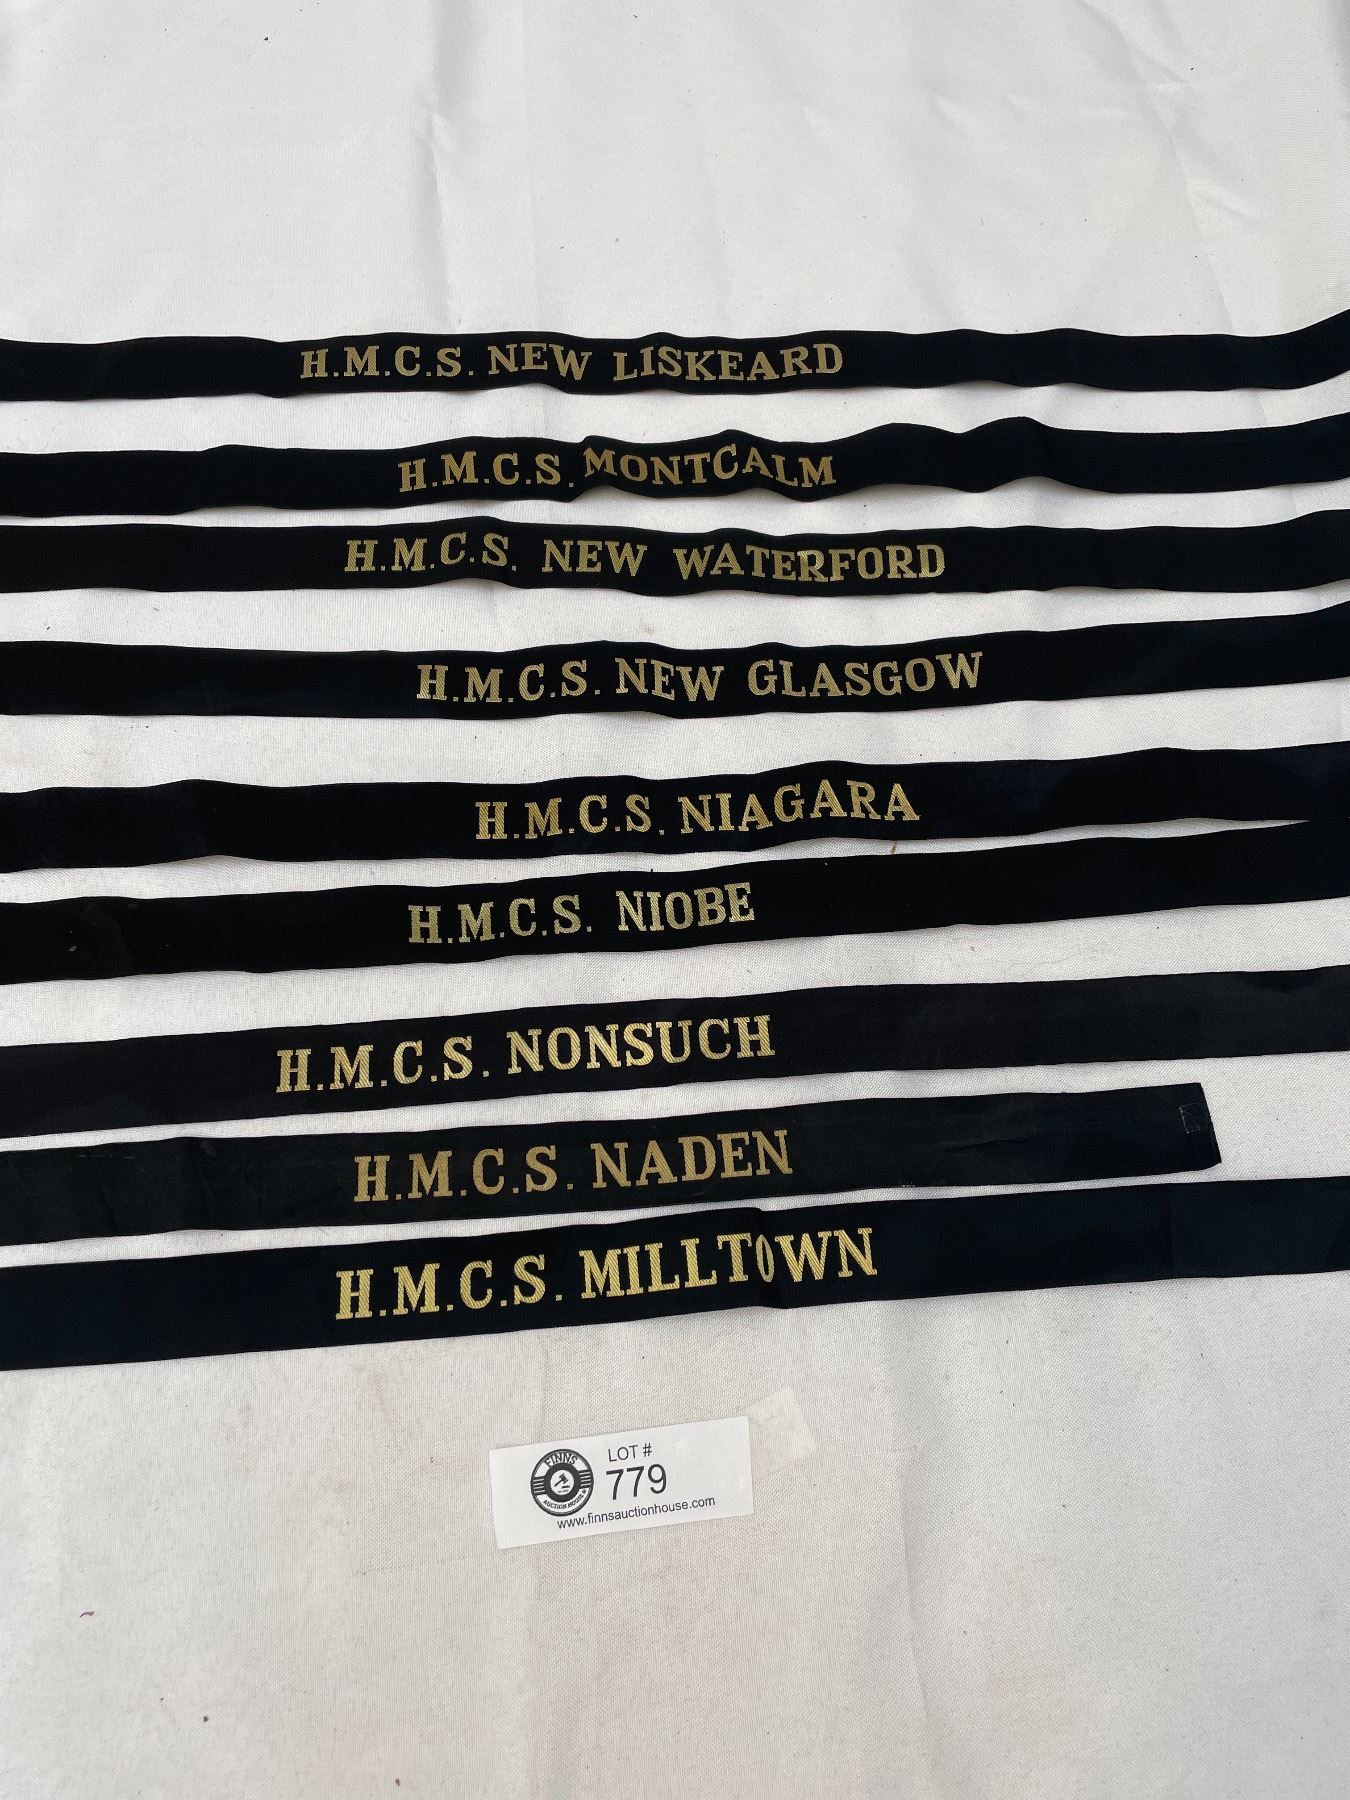 H.M.C.S. NEW LISKEARD
H.M.C.S. MONTCALM
H.M.C.S. NEW WATERFORD
H.M.C.S. NEW GLASGOW
H.M.C.S. NIAGARA
H.M.C.S. NIOBE
H.M.C.S. NONSUCH
H.M.C.S. NADEN
H.M.C.S. MILLTOWN
FINNS
AUCTION HOUSE
LOT #
779
www.finnsauctionhouse.com